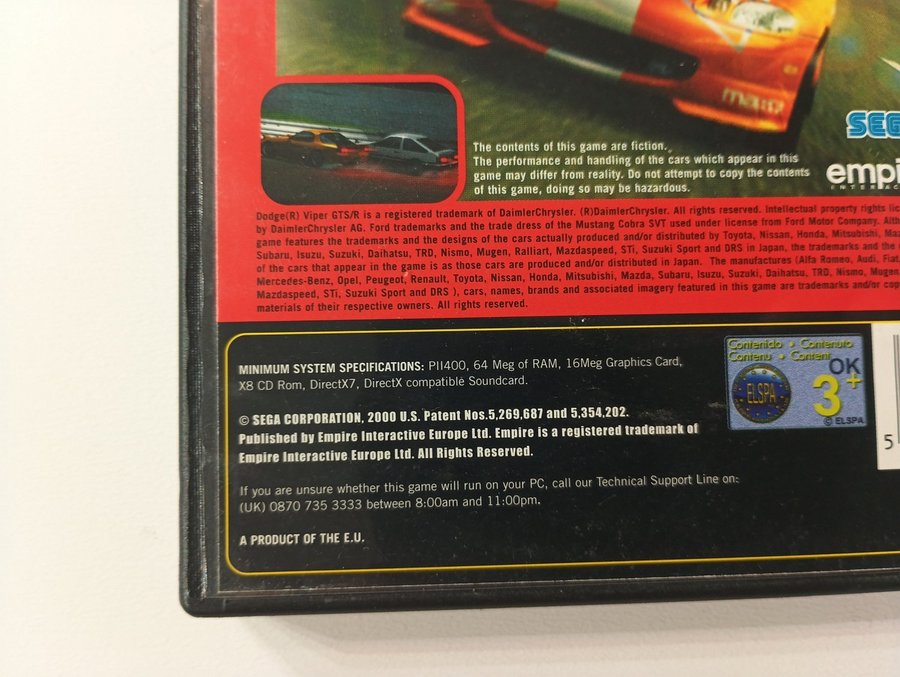 The contents of this game are fiction.
The performance and handling of the cars which appear in this
game may differ from reality. Do not attempt to copy the contents
of this game, doing so may be hazardous.
SEG
empi
Dodge(R) Viper GTS/R is a registered trademark of DaimlerChrysler. (R)DaimlerChrysler. All rights reserved. Intellectual property rights lic
by DaimlerChrysler AG. Ford trademarks and the trade dress of the Mustang Cobra SVT used under license from Ford Motor Company. Alth
game features the trademarks and the designs of the cars actually produced and/or distributed by Toyota, Nissan, Honda, Mitsubishi, Maz
Subaru, Isuzu, Suzuki, Daihatsu, TRD, Nismo, Mugen, Ralliart, Mazdaspeed, STi, Suzuki Sport and DRS in Japan, the trademarks and the
of the cars that appear in the game is as those cars are produced and/or distributed in Japan. The manufactures (Alfa Romeo, Audi, Fiat,
Mercedes-Benz, Opel, Peugeot, Renault, Toyota, Nissan, Honda, Mitsubishi, Mazda, Subaru, Isuzu, Suzuki, Daihatsu, TRD, Nismo, Mugen
Mazdaspeed, STi, Suzuki Sport and DRS ), cars, names, brands and associated imagery featured in this game are trademarks and/or cop
materials of their respective owners. All rights reserved.
MINIMUM SYSTEM SPECIFICATIONS: PII400, 64 Meg of RAM, 16Meg Graphics Card,
X8 CD Rom, DirectX7, DirectX compatible Soundcard.
© SEGA CORPORATION, 2000 U.S. Patent Nos.5,269,687 and 5,354,202.
Published by Empire Interactive Europe Ltd. Empire is a registered trademark of
Empire Interactive Europe Ltd. All Rights Reserved.
If you are unsure whether this game will run on your PC, call our Technical Support Line on:
(UK) 0870 735 3333 between 8:00am and 11:00pm.
A PRODUCT OF THE E.U.
Contenido • Contenuto
Contenu • Content
OK
ELSPA
3+
© ELSPA
5